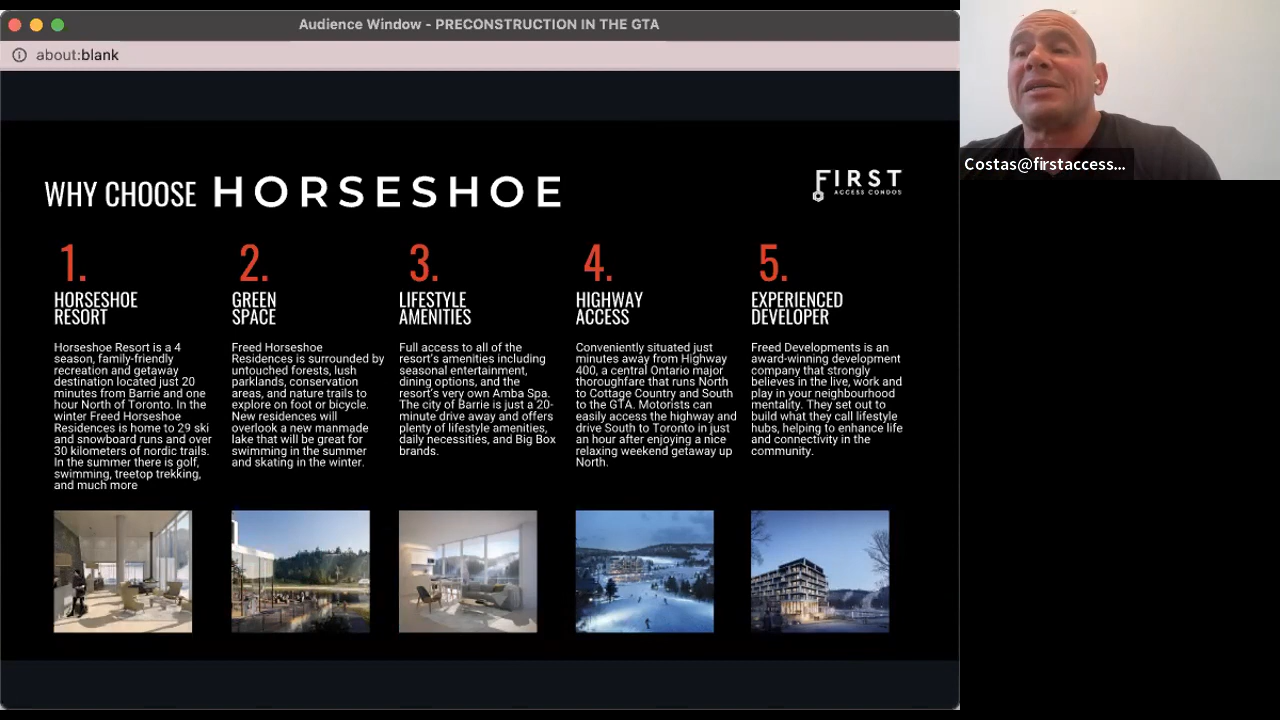 Audience Window - PRECONSTRUCTION IN THE GTA
about:blank
WHY CHOOSE HORSESHOE
FIRST
ACCESS CONDOS
1.
HORSESHOE
RESORT
Horseshoe Resort is a 4
season, family-friendly
recreation and getaway
destination located just 20
minutes from Barrie and one
hour North of Toronto. In the
winter Freed Horseshoe
Residences is home to 29 ski
and snowboard runs and over
30 kilometers of nordic trails.
In the summer there is golf,
swimming, treetop trekking,
and much more
2.
GREEN
SPACE
Freed Horseshoe
Residences is surrounded by
untouched forests, lush
parklands, conservation
areas, and nature trails to
explore on foot or bicycle.
New residences will
overlook a new manmade
lake that will be great for
swimming in the summer
and skating in the winter.
3.
LIFESTYLE
AMENITIES
Full access to all of the
resort's amenities including
seasonal entertainment,
dining options, and the
resort's very own Amba Spa.
The city of Barrie is just a 20-
minute drive away and offers
plenty of lifestyle amenities,
daily necessities, and Big Box
brands.
4.
HIGHWAY
ACCESS
Conveniently situated just
minutes away from Highway
400, a central Ontario major
thoroughfare that runs North
to Cottage Country and South
to the GTA. Motorists can
easily access the highway and
drive South to Toronto in just
an hour after enjoying a nice
relaxing weekend getaway up
North.
5.
EXPERIENCED
DEVELOPER
Freed Developments is an
award-winning development
company that strongly
believes in the live, work and
play in your neighbourhood
mentality. They set out to
build what they call lifestyle
hubs, helping to enhance life
and connectivity in the
community.
Costas@firstaccess...